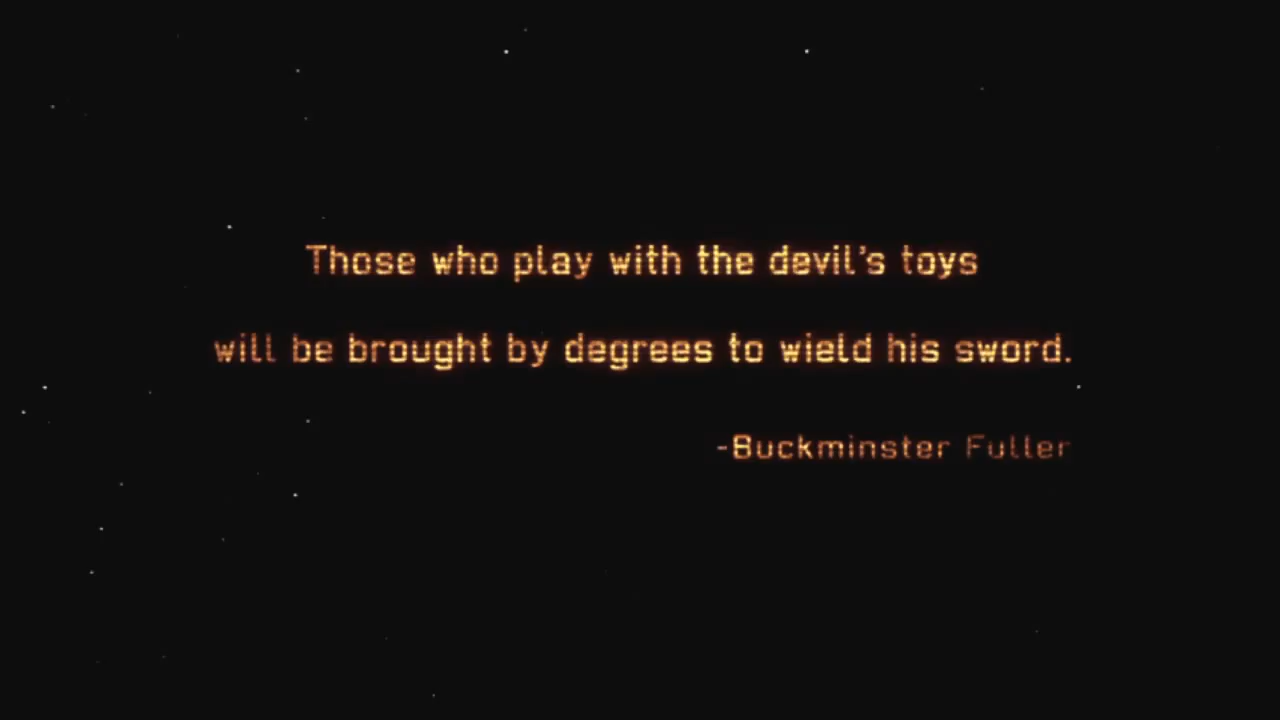 Those who play with the devil's toys
will be brought by degrees to wield his sword.
-Buckminster Fuller